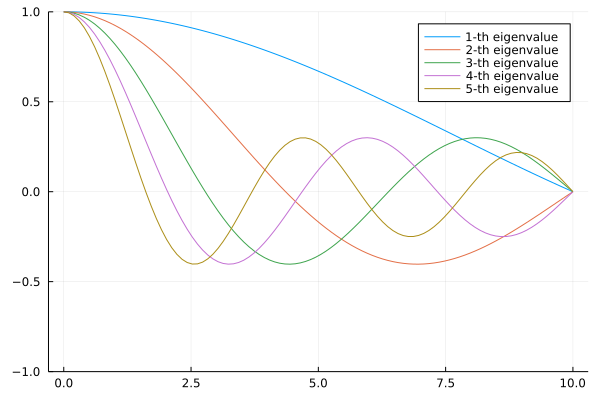 1.0
0.5
0.0
−0.5
−1.0
0.0 2.5 5.0 7.5 10.0
1-th eigenvalue
2-th eigenvalue
3-th eigenvalue
4-th eigenvalue
5-th eigenvalue